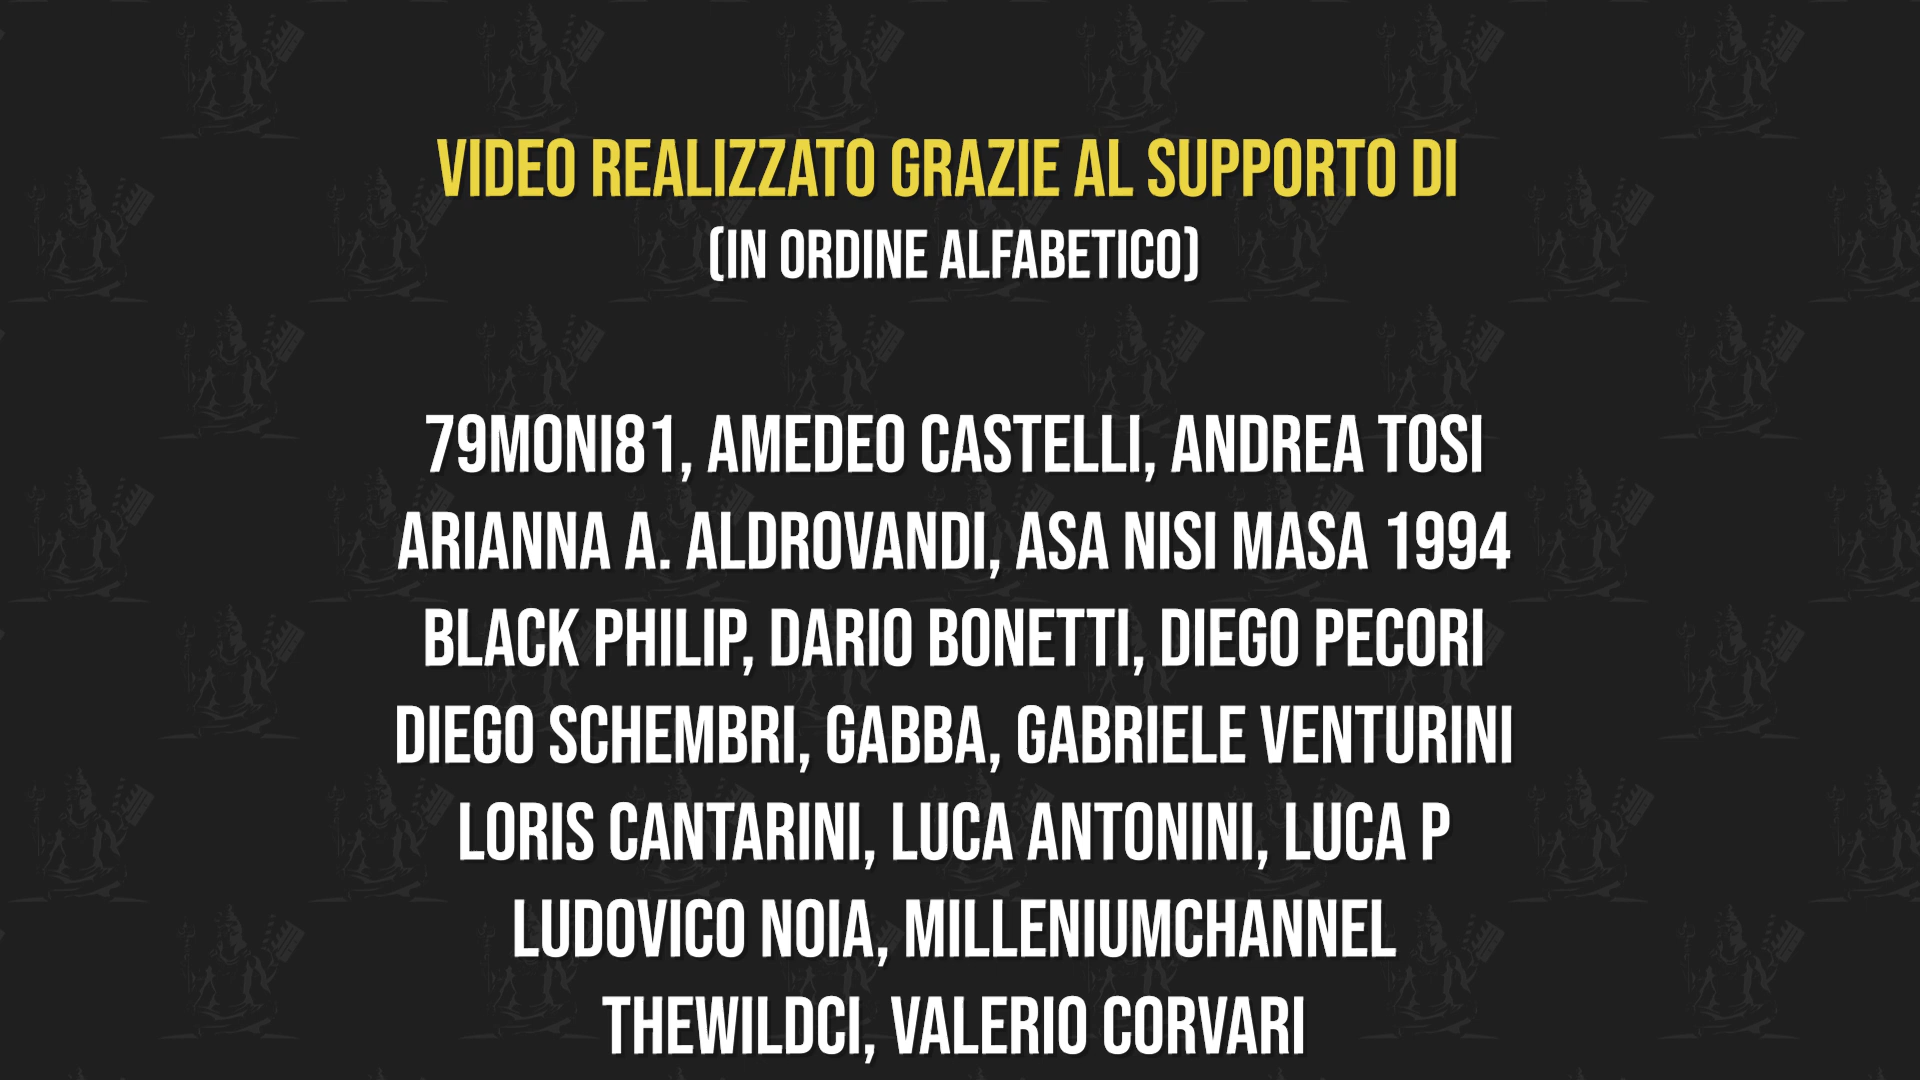 VIDEO REALIZZATO GRAZIE AL SUPPORTO DI
(IN ORDINE ALFABETICO)
79MONI81, AMEDEO CASTELLI, ANDREA TOSI
ARIANNA A. ALDROVANDI, ASA NISI MASA 1994
BLACK PHILIP, DARIO BONETTI, DIEGO PECORI
DIEGO SCHEMBRI, GABBA, GABRIELE VENTURINI
LORIS CANTARINI, LUCA ANTONINI, LUCA P
LUDOVICO NOIA, MILLENIUMCHANNEL
THEWILDCI, VALERIO CORVARI